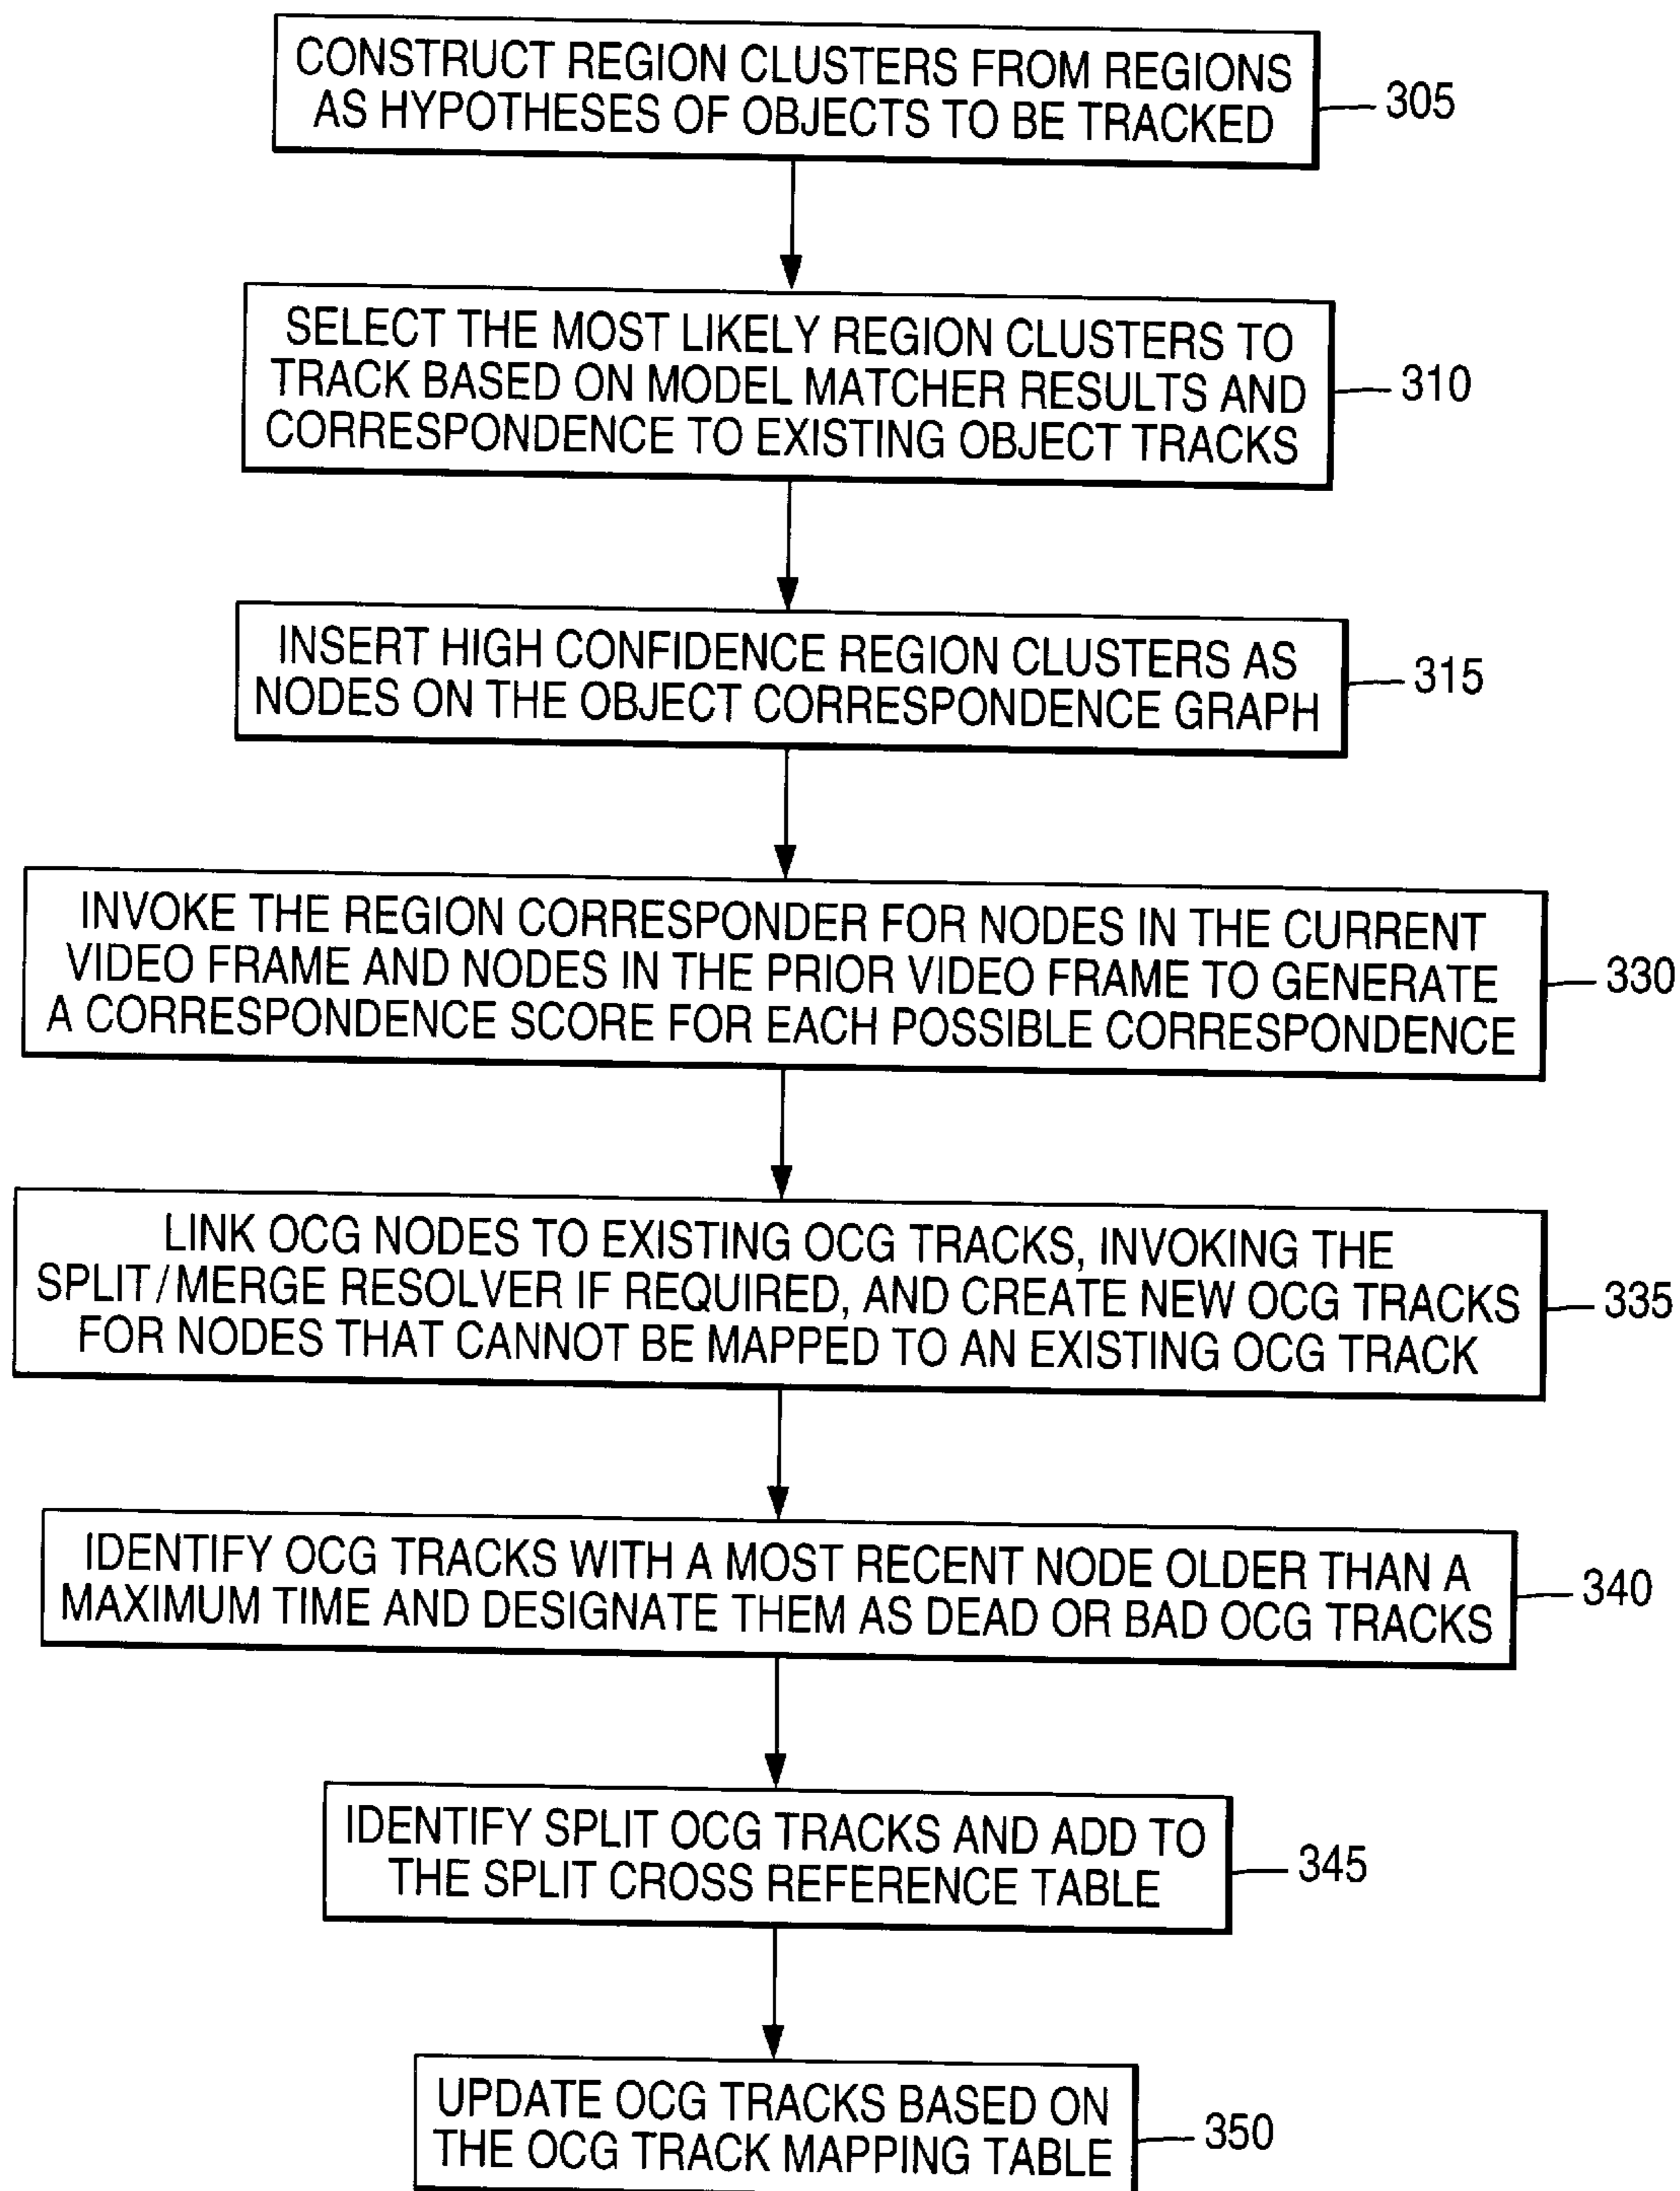 CONSTRUCT REGION CLUSTERS FROM REGIONS
AS HYPOTHESES OF OBJECTS TO BE TRACKED
305
SELECT THE MOST LIKELY REGION CLUSTERS TO
TRACK BASED ON MODEL MATCHER RESULTS AND
CORRESPONDENCE TO EXISTING OBJECT TRACKS
310
INSERT HIGH CONFIDENCE REGION CLUSTERS AS
NODES ON THE OBJECT CORRESPONDENCE GRAPH
315
INVOKE THE REGION CORRESPONDER FOR NODES IN THE CURRENT
VIDEO FRAME AND NODES IN THE PRIOR VIDEO FRAME TO GENERATE
A CORRESPONDENCE SCORE FOR EACH POSSIBLE CORRESPONDENCE
330
LINK OCG NODES TO EXISTING OCG TRACKS, INVOKING THE
SPLIT/MERGE RESOLVER IF REQUIRED, AND CREATE NEW OCG TRACKS
FOR NODES THAT CANNOT BE MAPPED TO AN EXISTING OCG TRACK
335
IDENTIFY OCG TRACKS WITH A MOST RECENT NODE OLDER THAN A
MAXIMUM TIME AND DESIGNATE THEM AS DEAD OR BAD OCG TRACKS
340
IDENTIFY SPLIT OCG TRACKS AND ADD TO
THE SPLIT CROSS REFERENCE TABLE
345
UPDATE OCG TRACKS BASED ON
THE OCG TRACK MAPPING TABLE
350